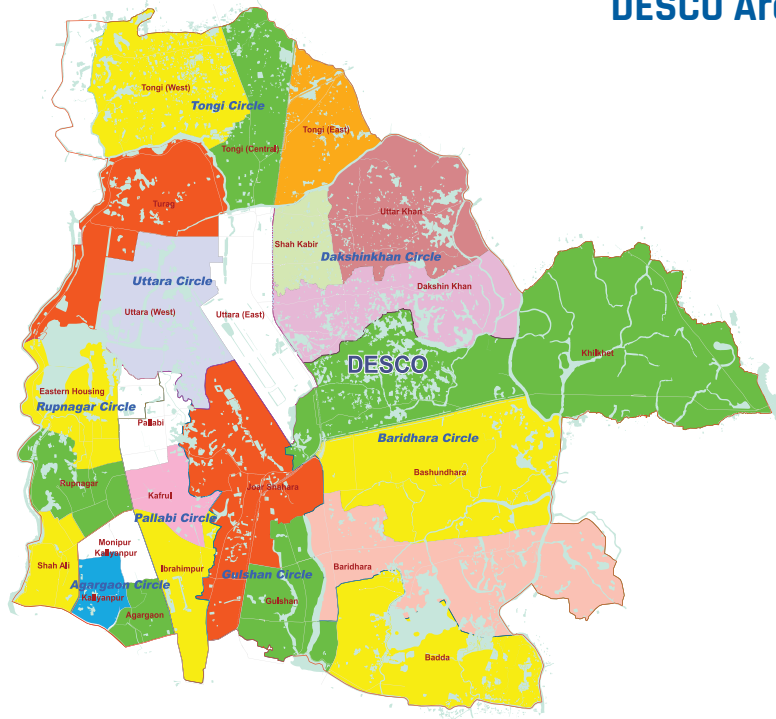 DESCO Are
Tongi (West)
Tongi Circle
Tongi (East)
Tongi (Central)
Turag
Uttar Khan
Shah Kabir
Dakshinkhan Circle
Uttara Circle
Dakshin Khan
Uttara (West)
Uttara (East)
Khilkhet
DESCO
Eastern Housing
Rupnagar Circle
Pallabi
Baridhara Circle
Bashundhara
Rupnagar
Kafrul
Joar Shahara
Pallabi Circle
Monipur
Kallyanpur
Shah Ali
Ibrahimpur
Baridhara
Agargaon Circle
Gulshan Circle
Kallyanpur
Gulshan
Agargaon
Badda